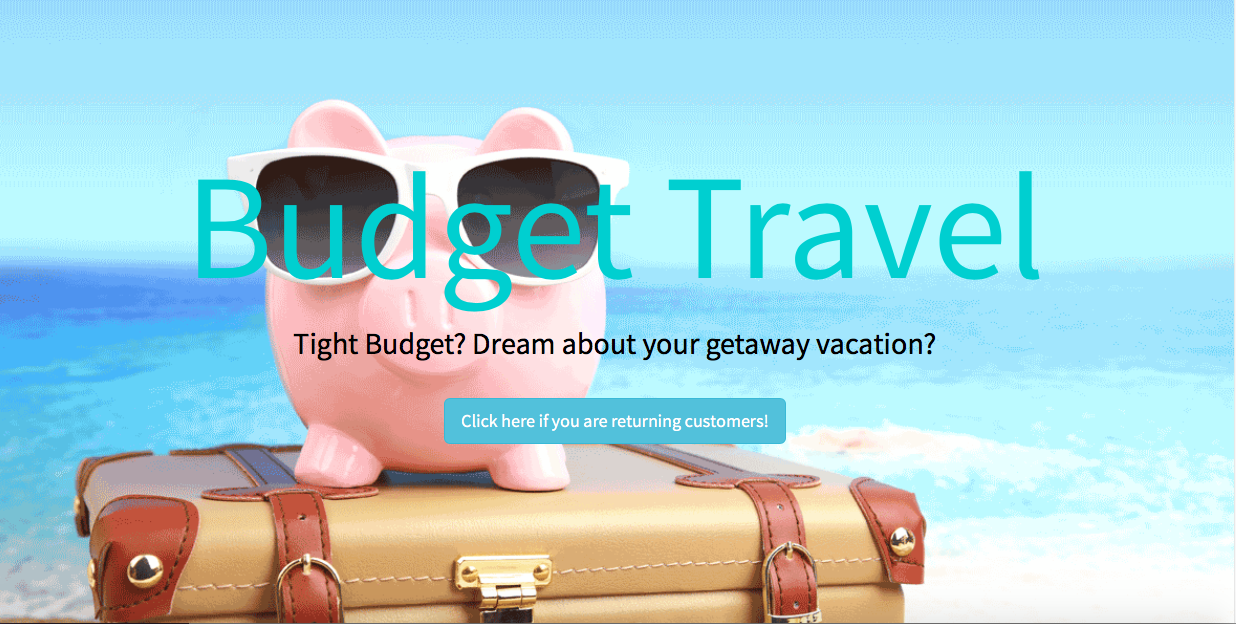 Budget Travel
Tight Budget? Dream about your getaway vacation?
Click here if you are returning customers!